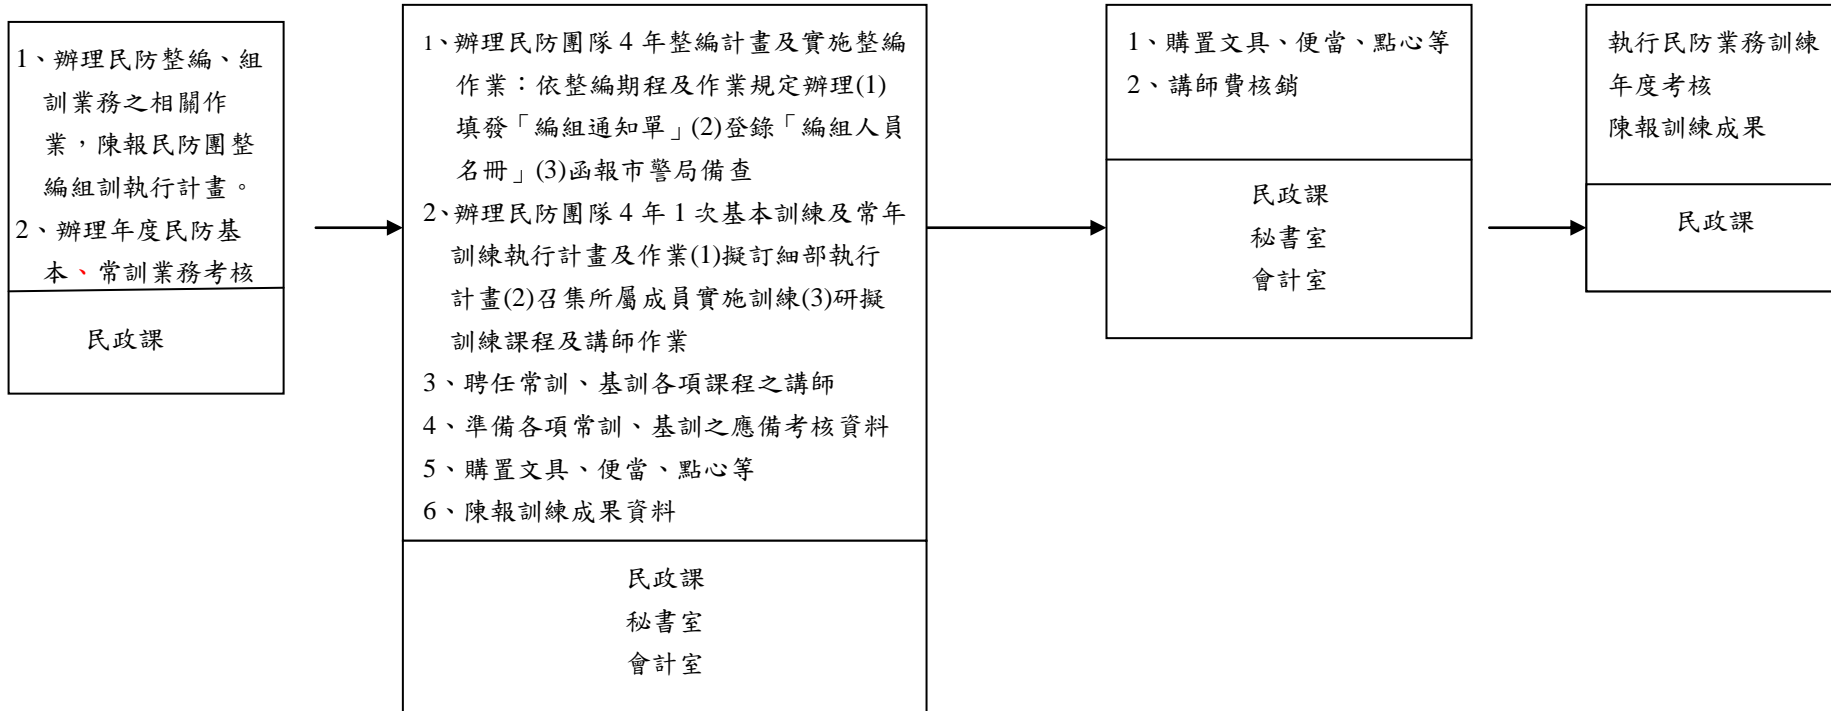 1、辦理民防整編、組
訓業務之相關作
業，陳報民防團整
編組訓執行計畫。
2、辦理年度民防基
本、常訓業務考核
民政課
1、辦理民防團隊 4 年整編計畫及實施整編
作業：依整編期程及作業規定辦理(1)
填發「編組通知單」(2)登錄「編組人員
名冊」(3)函報市警局備查
2、辦理民防團隊 4 年 1 次基本訓練及常年
訓練執行計畫及作業(1)擬訂細部執行
計畫(2)召集所屬成員實施訓練(3)研擬
訓練課程及講師作業
3、聘任常訓、基訓各項課程之講師
4、準備各項常訓、基訓之應備考核資料
5、購置文具、便當、點心等
6、陳報訓練成果資料
民政課
秘書室
會計室
1、購置文具、便當、點心等
2、講師費核銷
民政課
秘書室
會計室
執行民防業務訓練
年度考核
陳報訓練成果
民政課